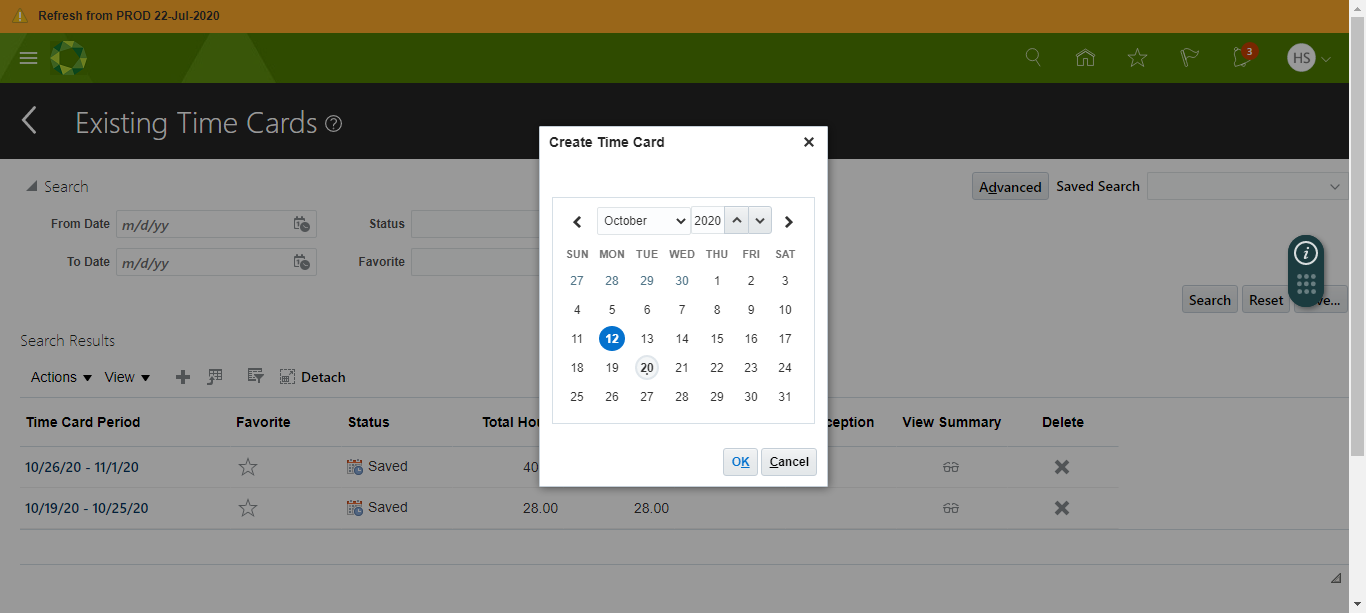 Refresh from PROD 22-Jul-2020
3
HS
Existing Time Cards ?
Create Time Card
Search
Advanced Saved Search
From Date m/d/yy Status
To Date m/d/yy Favorite
October 2020
SUN MON TUE WED THU FRI SAT
27 28 29 30 1 2 3
4 5 6 7 8 9 10
11 12 13 14 15 16 17
18 19 20 21 22 23 24
25 26 27 28 29 30 31
OK Cancel
i
Search Reset ve...
Search Results
Actions View Detach
Time Card Period Favorite Status Total Hou ception View Summary Delete
10/26/20 - 11/1/20 Saved 40
10/19/20 - 10/25/20 Saved 28.00 28.00